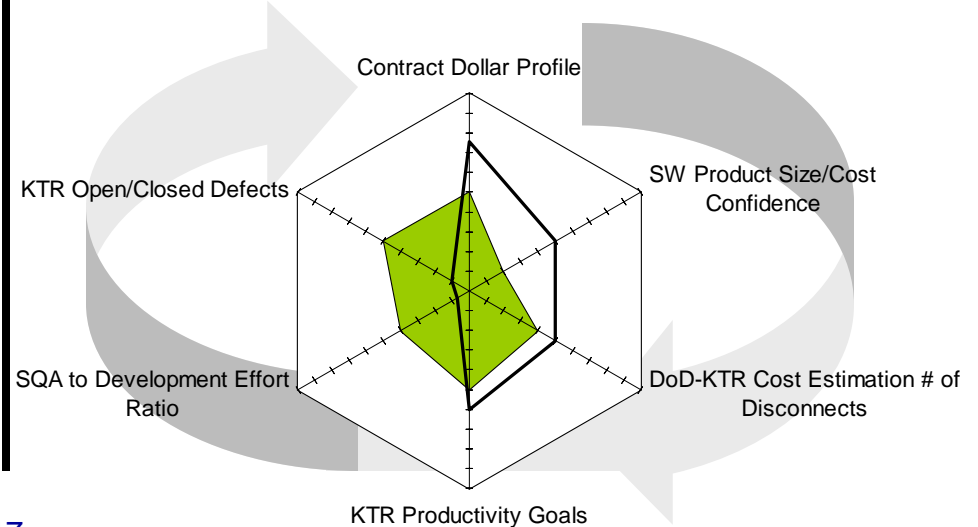 Contract Dollar Profile
KTR Open/Closed Defects
SW Product Size/Cost
Confidence
SQA to Development Effort
Ratio
DoD-KTR Cost Estimation # of
Disconnects
KTR Productivity Goals